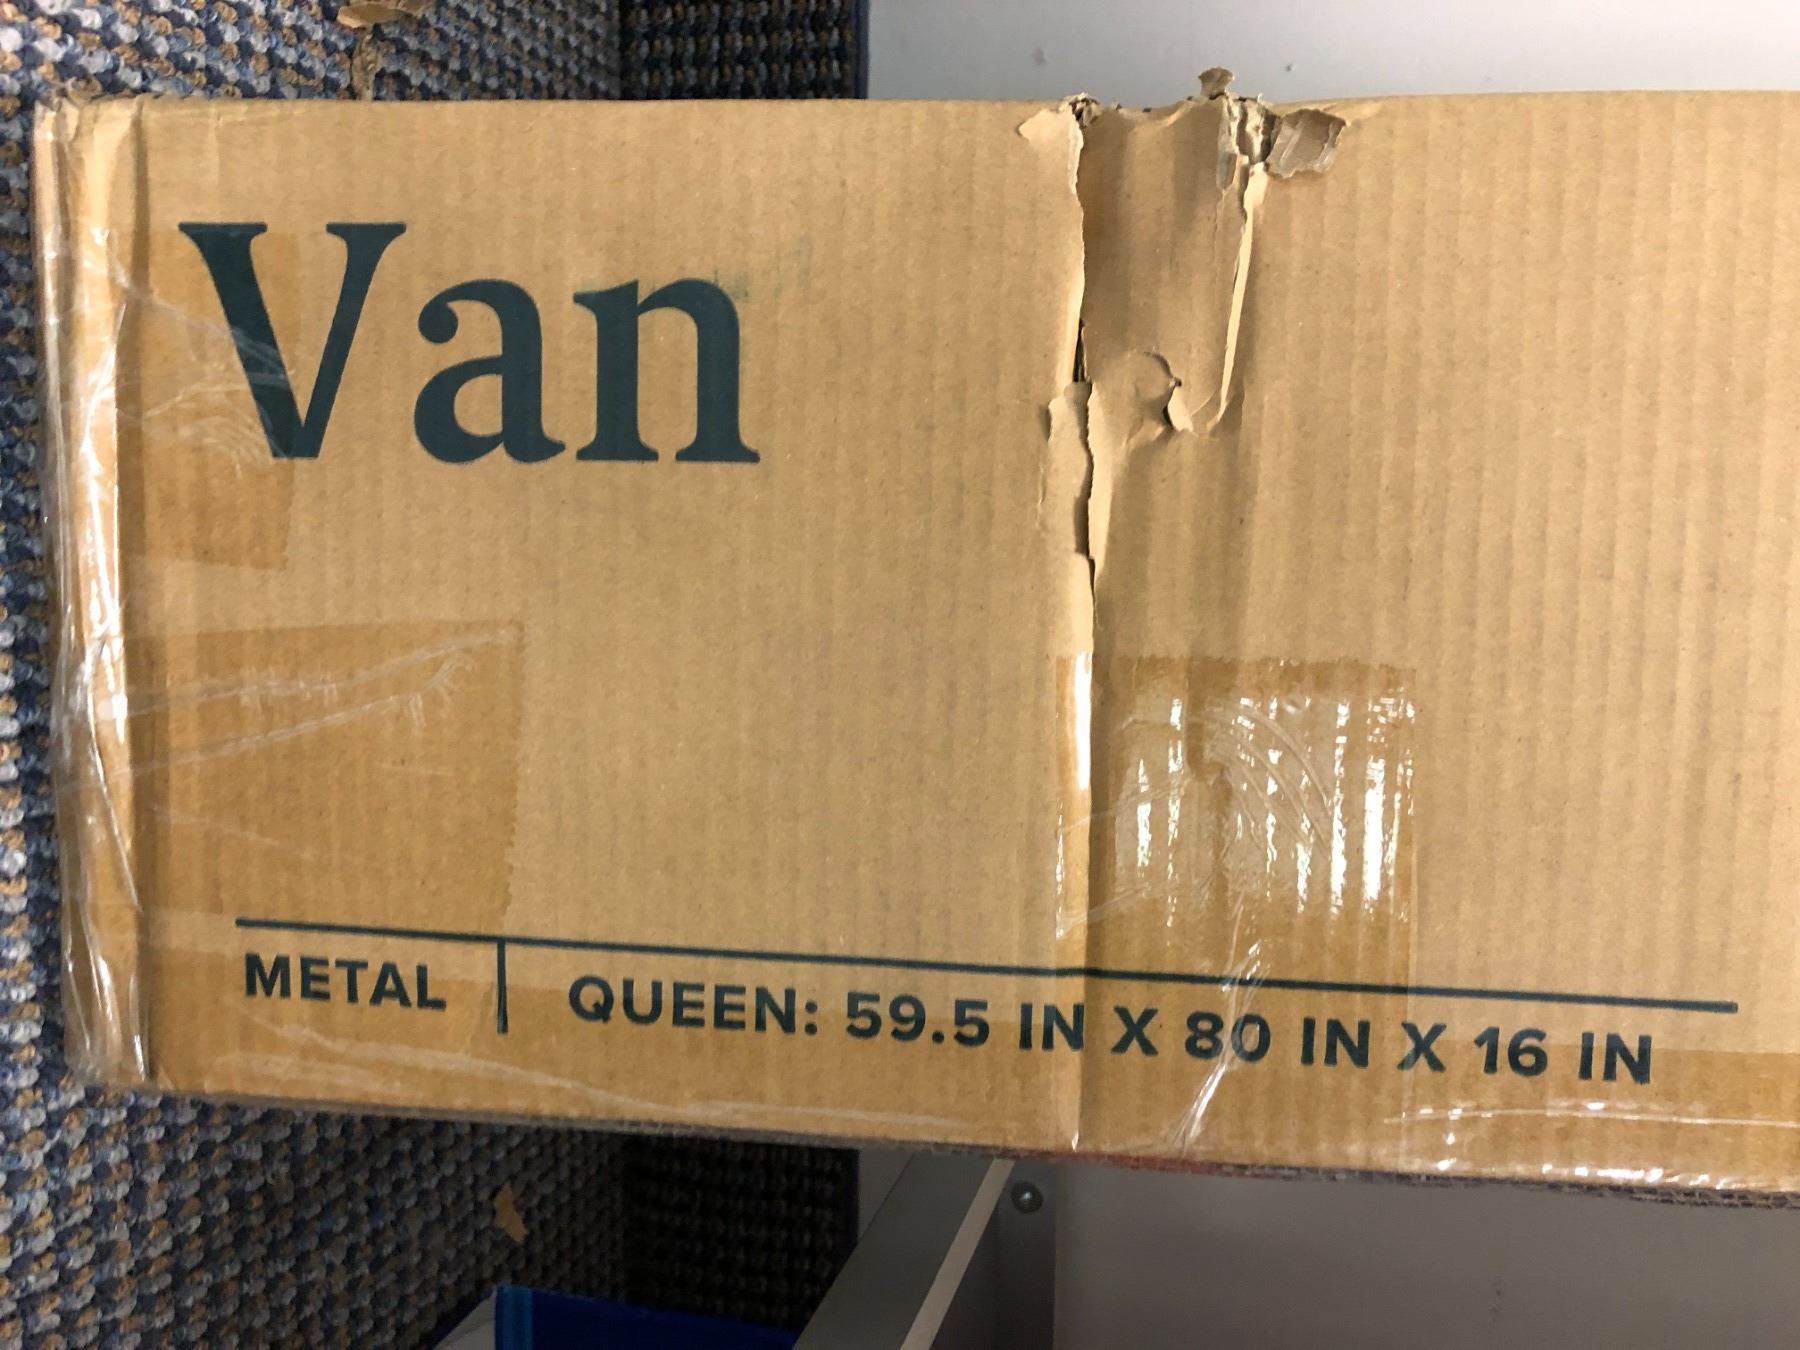 Van
METAL | QUEEN: 59.5 IN X 80 IN X 16 IN